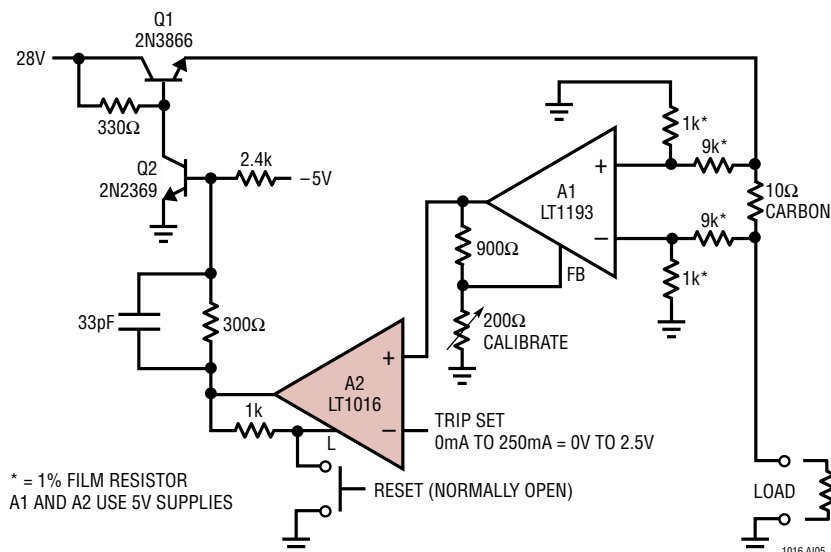 Q1
2N3866
28V
330Ω
Q2
2N2369
2.4k
–5V
1k*
9k*
+
A1
LT1193
10Ω
CARBON
–
9k*
1k*
900Ω
FB
33pF
300Ω
200Ω
CALIBRATE
+
A2
LT1016
–
1k
L
TRIP SET
0mA TO 250mA = 0V TO 2.5V
* = 1% FILM RESISTOR
A1 AND A2 USE 5V SUPPLIES
RESET (NORMALLY OPEN)
LOAD
1016 AI05